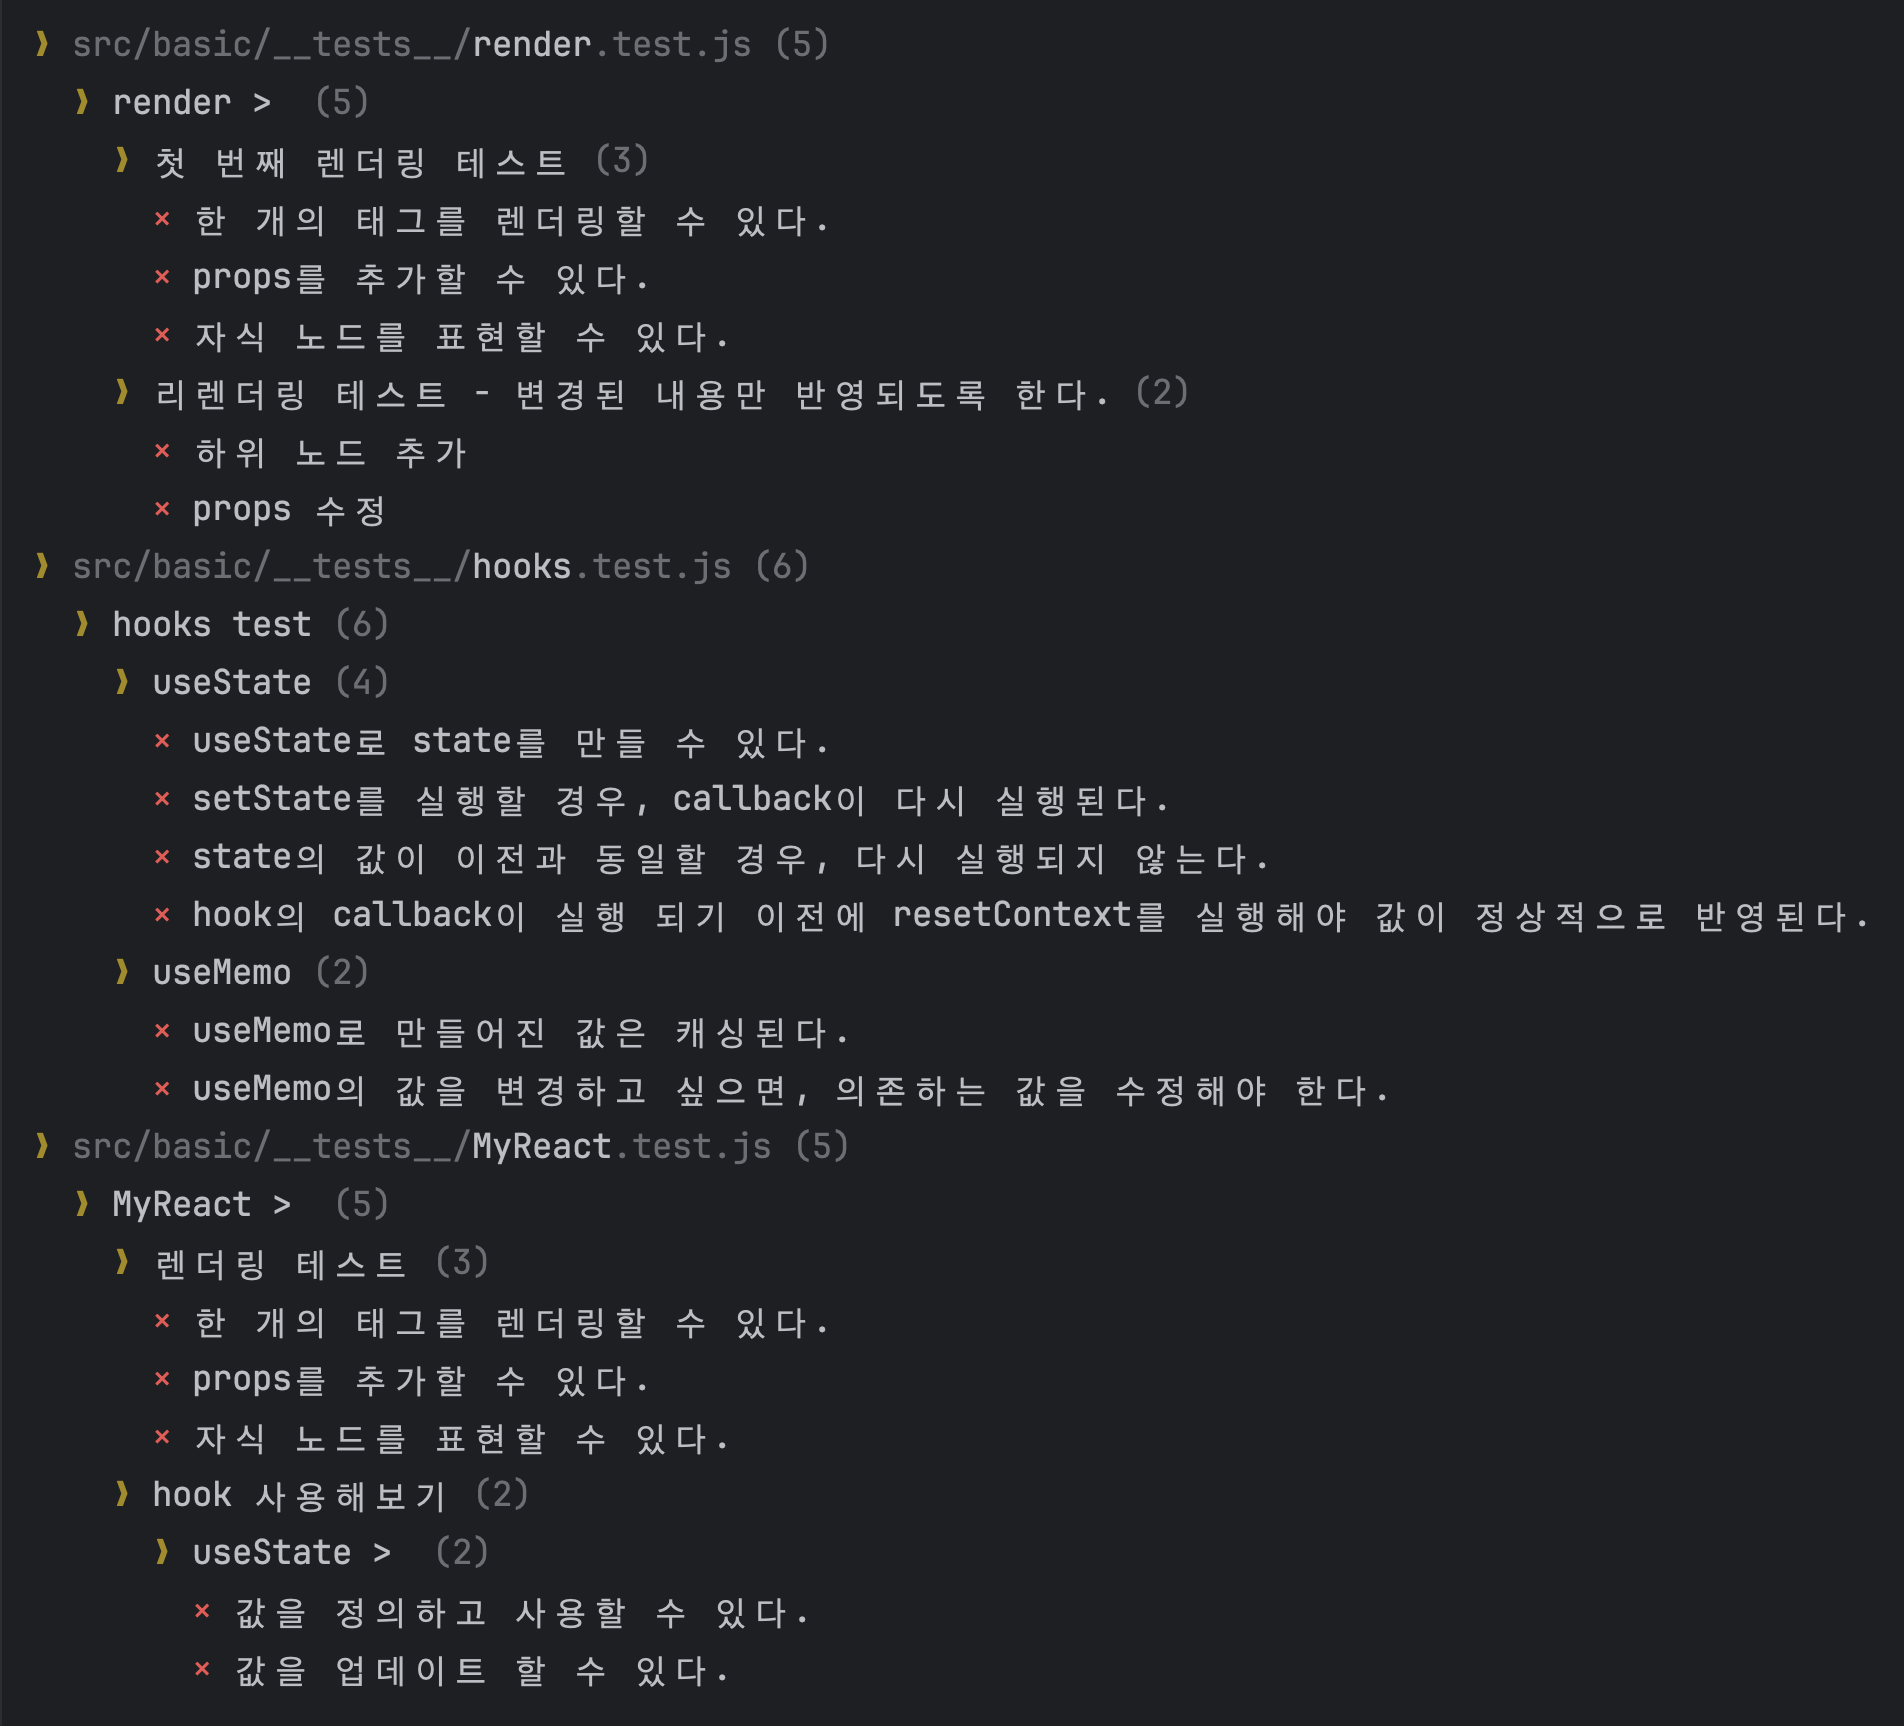 ❱ src/basic/__tests__/render.test.js (5)
❱ render > (5)
❱ 첫 번째 렌더링 테스트 (3)
× 한 개의 태그를 렌더링할 수 있다.
× props를 추가할 수 있다.
× 자식 노드를 표현할 수 있다.
❱ 리렌더링 테스트 - 변경된 내용만 반영되도록 한다. (2)
× 하위 노드 추가
× props 수정
❱ src/basic/__tests__/hooks.test.js (6)
❱ hooks test (6)
❱ useState (4)
× useState로 state를 만들 수 있다.
× setState를 실행할 경우, callback이 다시 실행된다.
× state의 값이 이전과 동일할 경우, 다시 실행되지 않는다.
× hook의 callback이 실행 되기 이전에 resetContext를 실행해야 값이 정상적으로 반영된다.
❱ useMemo (2)
× useMemo로 만들어진 값은 캐싱된다.
× useMemo의 값을 변경하고 싶으면, 의존하는 값을 수정해야 한다.
❱ src/basic/__tests__/MyReact.test.js (5)
❱ MyReact > (5)
❱ 렌더링 테스트 (3)
× 한 개의 태그를 렌더링할 수 있다.
× props를 추가할 수 있다.
× 자식 노드를 표현할 수 있다.
❱ hook 사용해보기 (2)
❱ useState > (2)
× 값을 정의하고 사용할 수 있다.
× 값을 업데이트 할 수 있다.